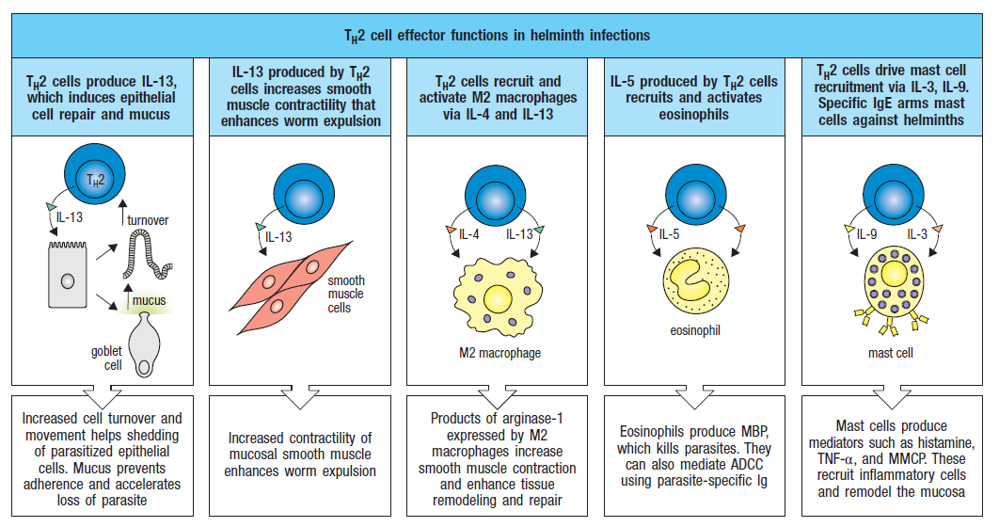 TH2 cell effector functions in helminth infections
TH2 cells produce IL-13,
which induces epithelial
cell repair and mucus
IL-13 produced by TH2
cells increases smooth
muscle contractility that
enhances worm expulsion
TH2 cells recruit and
activate M2 macrophages
via IL-4 and IL-13
IL-5 produced by TH2 cells
recruits and activates
eosinophils
TH2 cells drive mast cell
recruitment via IL-3, IL-9.
Specific IgE arms mast
cells against helminths
TH2
IL-13
turnover
mucus
goblet
cell
IL-13
smooth
muscle
cells
IL-4
IL-13
M2 macrophage
IL-5
eosinophil
IL-9
IL-3
mast cell
Increased cell turnover and
movement helps shedding
of parasitized epithelial
cells. Mucus prevents
adherence and accelerates
loss of parasite
Increased contractility of
mucosal smooth muscle
enhances worm expulsion
Products of arginase-1
expressed by M2
macrophages increase
smooth muscle contraction
and enhance tissue
remodeling and repair
Eosinophils produce MBP,
which kills parasites. They
can also mediate ADCC
using parasite-specific Ig
Mast cells produce
mediators such as histamine,
TNF-α, and MMCP. These
recruit inflammatory cells
and remodel the mucosa